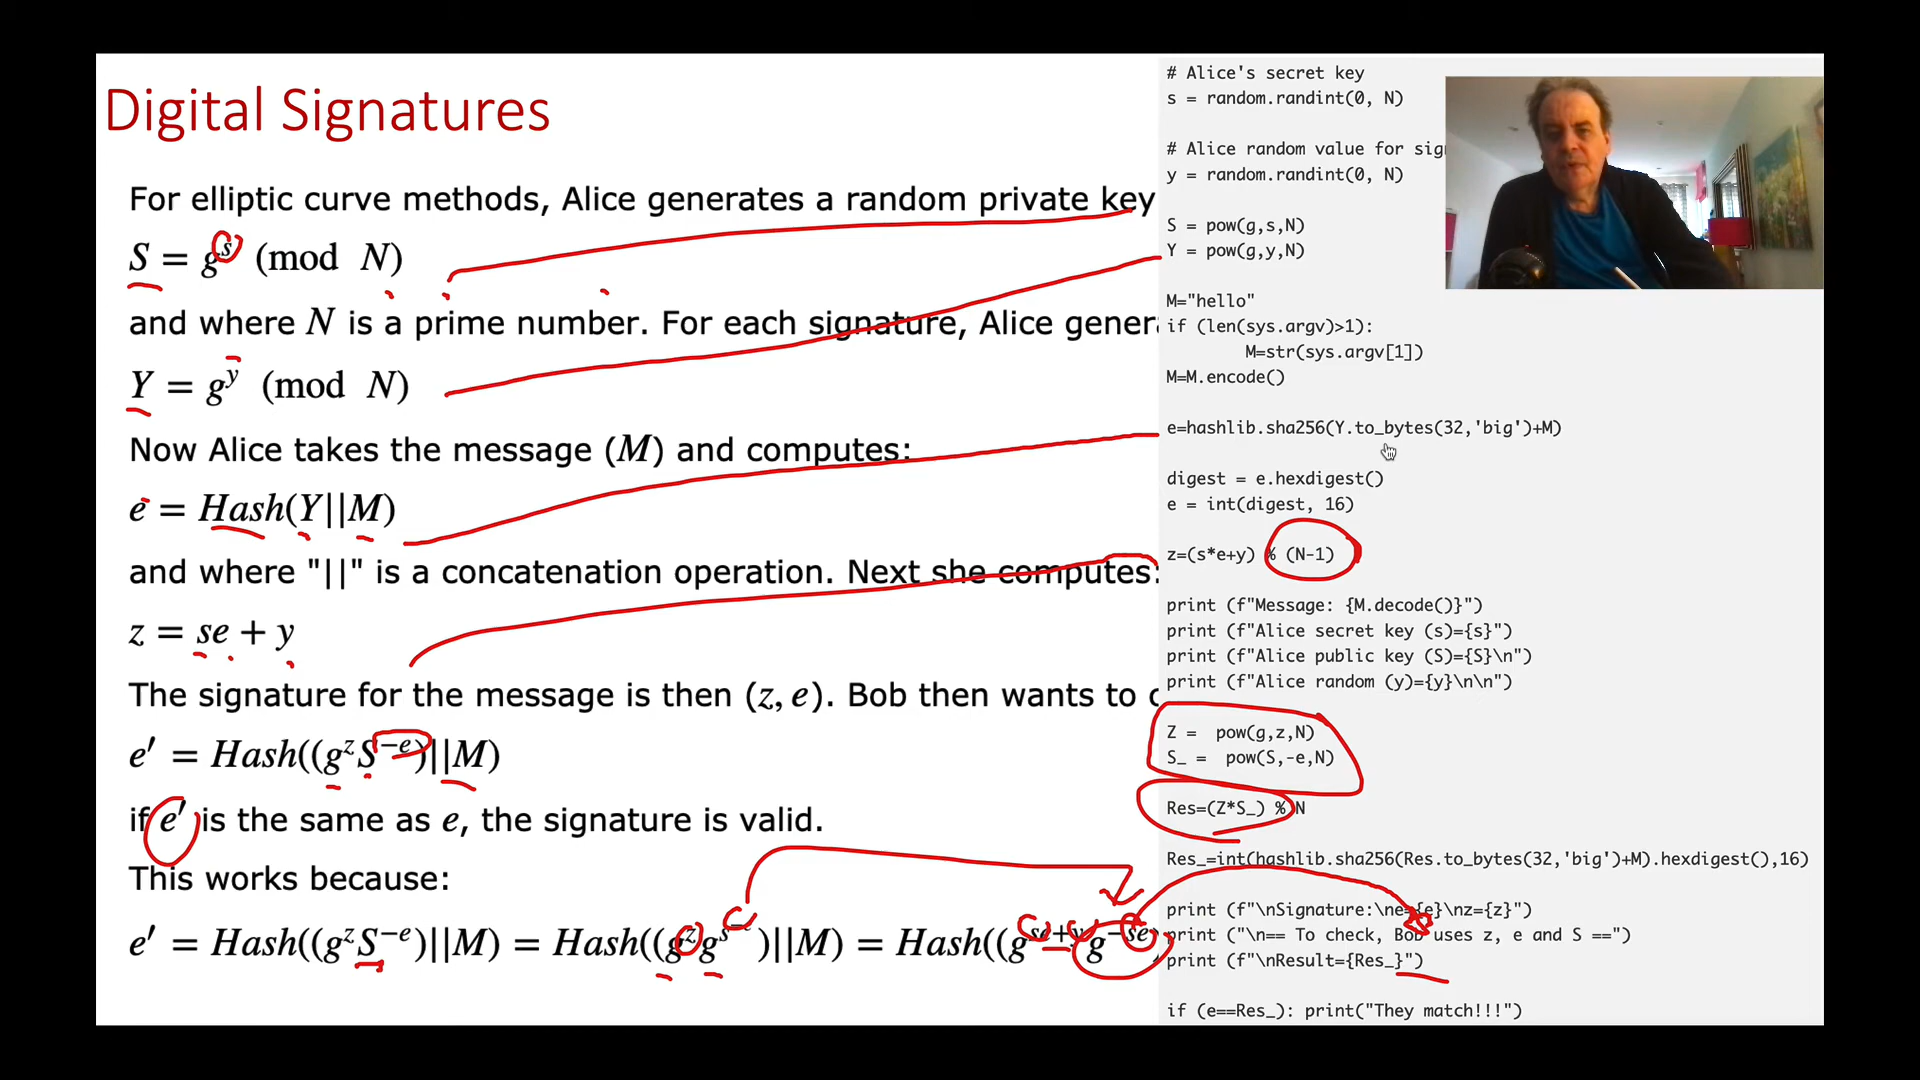 Digital Signatures
For elliptic curve methods, Alice generates a random private key
S = g^s (mod N)
and where N is a prime number. For each signature, Alice genera
Y = g^y (mod N)
Now Alice takes the message (M) and computes:
e = Hash(Y||M)
and where "||" is a concatenation operation. Next she computes:
z = se + y
The signature for the message is then (z, e). Bob then wants to c
e′ = Hash((g^z S^−e)||M)
if e′ is the same as e, the signature is valid.
This works because:
e′ = Hash((g^z S^−e)||M) = Hash((g^z g^s−)||M) = Hash((g^se+y g^−se
# Alice's secret key
s = random.randint(0, N)
# Alice random value for sig
y = random.randint(0, N)
S = pow(g,s,N)
Y = pow(g,y,N)
M="hello"
if (len(sys.argv)>1):
M=str(sys.argv[1])
M=M.encode()
e=hashlib.sha256(Y.to_bytes(32,'big')+M)
digest = e.hexdigest()
e = int(digest, 16)
z=(s*e+y) % (N-1)
print (f"Message: {M.decode()}")
print (f"Alice secret key (s)={s}")
print (f"Alice public key (S)={S}\n")
print (f"Alice random (y)={y}\n\n")
Z = pow(g,z,N)
S_ = pow(S,-e,N)
Res=(Z*S_) % N
Res_=int(hashlib.sha256(Res.to_bytes(32,'big')+M).hexdigest(),16)
print (f"\nSignature:\ne={e}\nz={z}")
print ("\n== To check, Bob uses z, e and S ==")
print (f"\nResult={Res_}")
if (e==Res_): print("They match!!!")